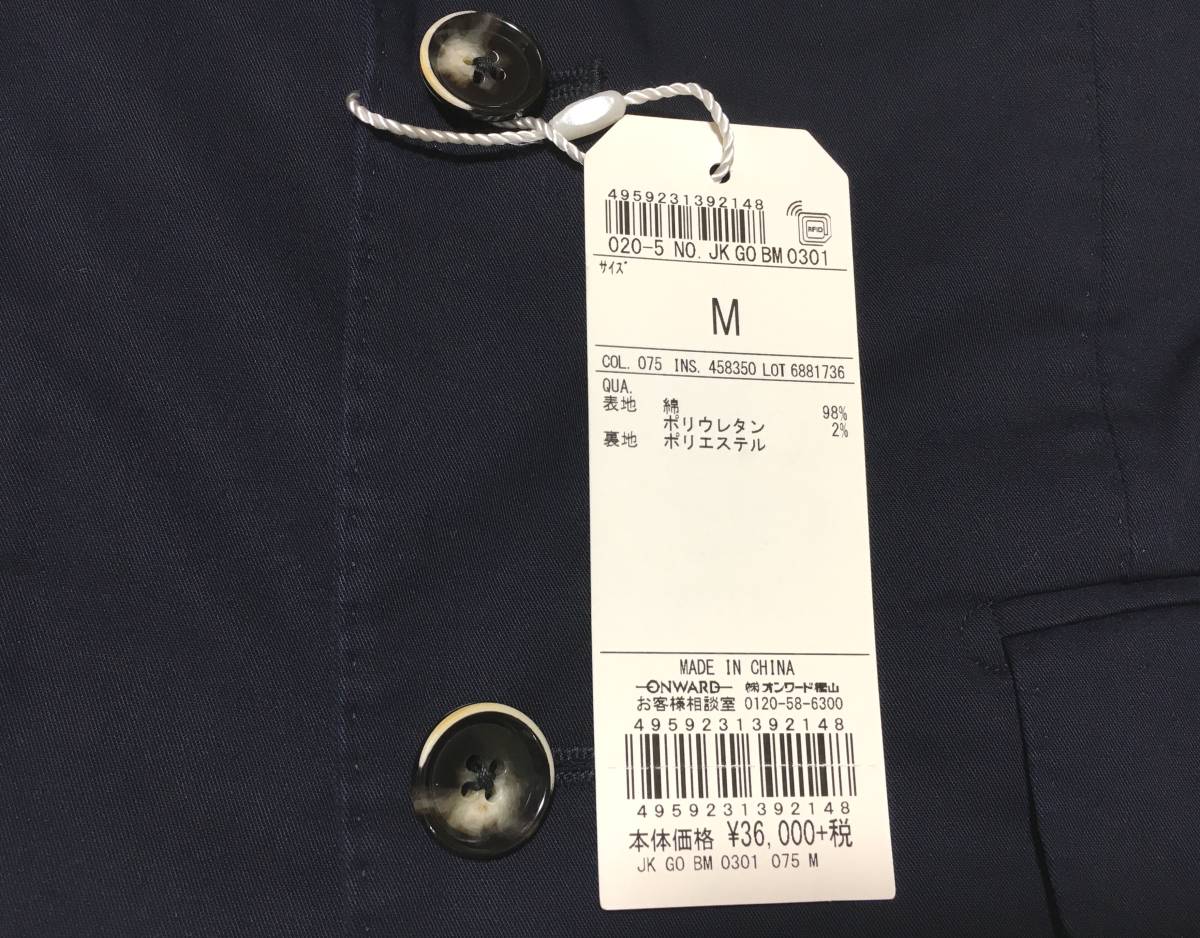 4959231392148
RFID
020-5 NO. JK GO BM 0301
サイズ
M
COL. 075 INS. 458350 LOT 6881736
QUA.
表地 綿 98%
ポリウレタン 2%
裏地 ポリエステル
MADE IN CHINA
ONWARD ㈱オンワード樫山
お客様相談室 0120-58-6300
4959231392148
4959231392148
本体価格 ¥36,000+税
JK GO BM 0301 075 M